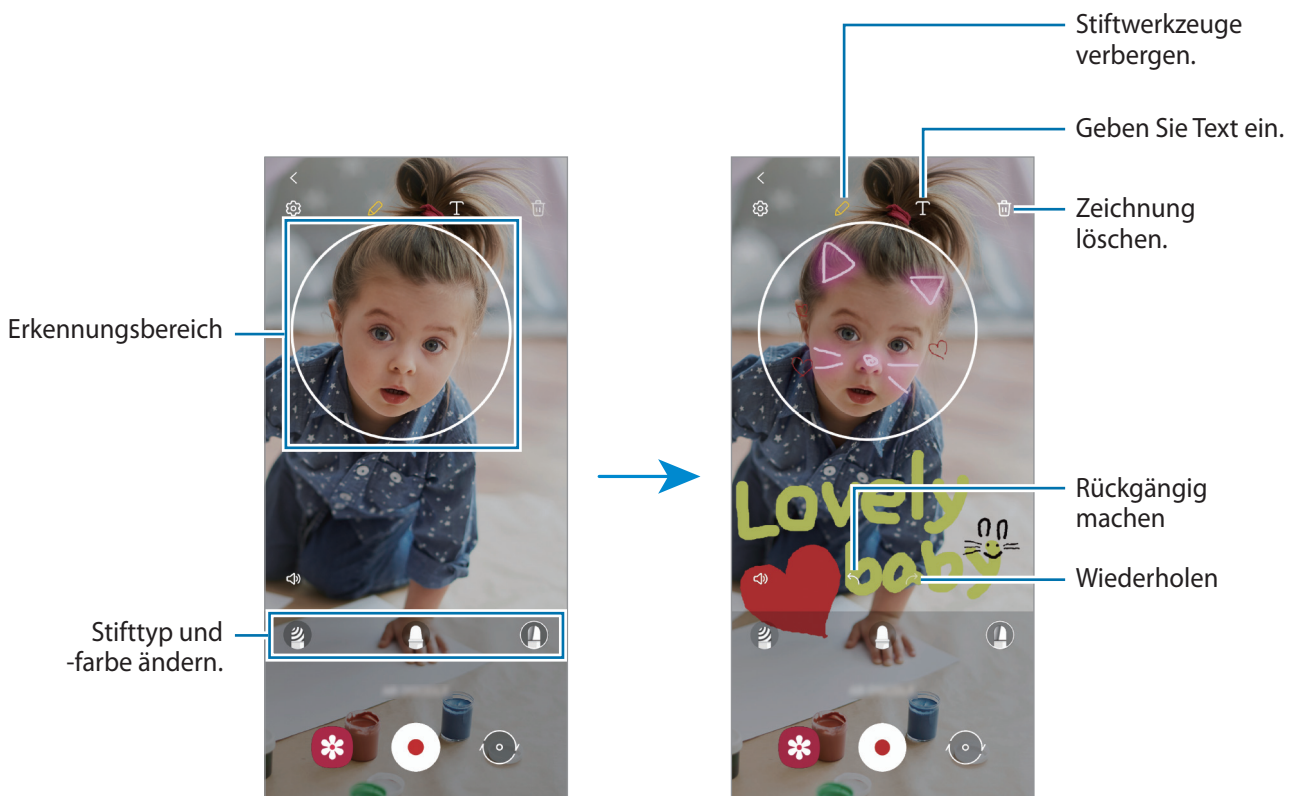 Stiftwerkzeuge
verbergen.
Geben Sie Text ein.
Zeichnung
löschen.
Erkennungsbereich
T
T
Lovely
baby
Rückgängig
machen
Wiederholen
Stifttyp und
-farbe ändern.